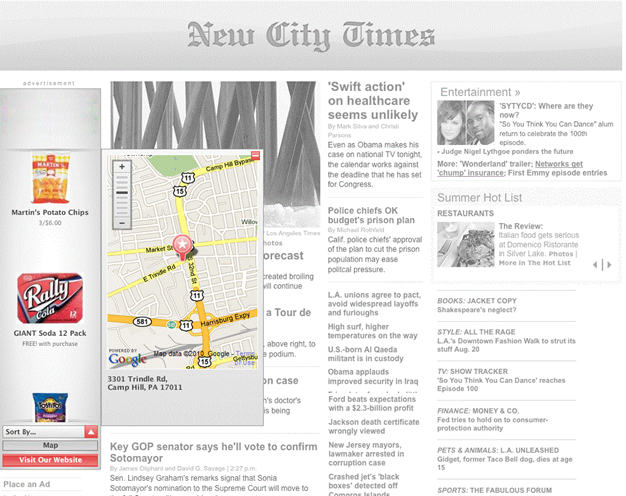 New City Times
advertisement
Martin's Potato Chips
3/$6.00
GIANT Soda 12 Pack
FREE! with purchase
Sort By...
Map
Visit Our Website
Place an Ad
Camp Hill Bypass
11
15
11
15
Market St
E Trindle Rd
32nd St
581
11
15
Harrisburg Expy
POWERED BY
Google
Map data ©2010 Google - Terms of Use
Gettysbu
3301 Trindle Rd,
Camp Hill, PA 17011
Los Angeles Times
hotos
orecast
created broiling
will continue
a Tour de
above right, to
podium.
on case
n's doctor's
is being
Key GOP senator says he'll vote to confirm
Sotomayor
By James Oliphant and David G. Savage | 2:27 p.m.
Sen. Lindsey Graham's remarks signal that Sonia
Sotomayor's nomination to the Supreme Court will move to
'Swift action'
on healthcare
seems unlikely
By Mark Silva and Christi
Parsons
Even as Obama makes his
case on national TV tonight,
the calendar works against
the deadline that he has set
for Congress.
Police chiefs OK
budget's prison plan
By Michael Rothfeld
Calif. police chiefs' approval
of the plan to cut the prison
population may ease
politcal pressure.
L.A. unions agree to pact,
avoid widespread layoffs
and furloughs
High surf, higher
temperatures on the way
U.S.-born Al Qaeda
militant is in custody
Obama applauds
improved security in Iraq
Ford beats expectations
with a $2.3-billion profit
Jackson death certificate
wrongly viewed
New Jersey mayors,
lawmaker arrested in
corruption case
Crashed jet's 'black
boxes' detected off
Comoros Islands
Entertainment »
'SYTYCD': Where are they
now?
"So You Think You Can Dance" alum
return to celebrate the 100th
episode.
• Judge Nigel Lythgoe ponders the future
More: 'Wonderland' trailer; Networks get
'chump' insurance; First Emmy episode entries
Summer Hot List
RESTAURANTS
The Review:
Italian food gets serious
at Domenico Ristorante
in Silver Lake. Photos |
More in The Hot List
BOOKS: JACKET COPY
Shakespeare's neglect?
STYLE: ALL THE RAGE
L.A.'s Downtown Fashion Walk to strut its
stuff Aug. 20
TV: SHOW TRACKER
'So You Think You Can Dance' reaches
Episode 100
FINANCE: MONEY & CO.
Fed tries to hold on to consumer-
protection authority
PETS & ANIMALS: L.A. UNLEASHED
Gidget, former Taco Bell dog, dies at age
15
SPORTS: THE FABULOUS FORUM